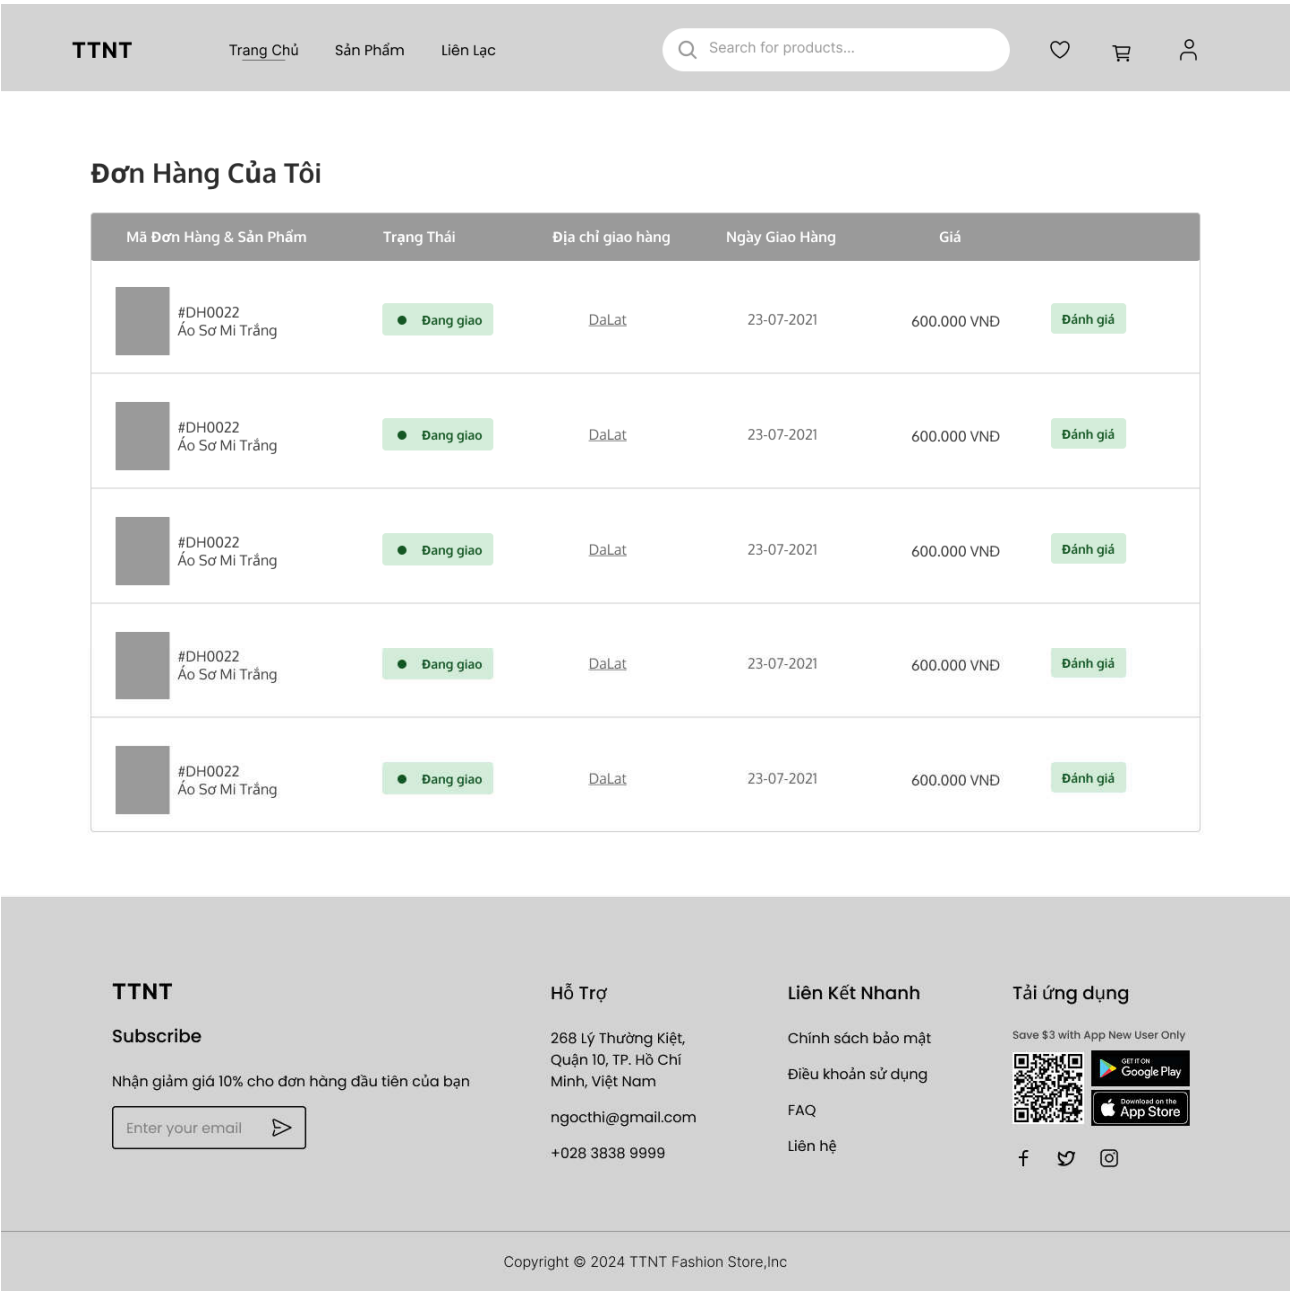 TTNT
Trang Chủ
Sản Phẩm
Liên Lạc
Search for products...
Đơn Hàng Của Tôi
Mã Đơn Hàng & Sản Phẩm
Trạng Thái
Địa chỉ giao hàng
Ngày Giao Hàng
Giá
#DH0022
Áo Sơ Mi Trắng
Đang giao
DaLat
23-07-2021
600.000 VNĐ
Đánh giá
#DH0022
Áo Sơ Mi Trắng
Đang giao
DaLat
23-07-2021
600.000 VNĐ
Đánh giá
#DH0022
Áo Sơ Mi Trắng
Đang giao
DaLat
23-07-2021
600.000 VNĐ
Đánh giá
#DH0022
Áo Sơ Mi Trắng
Đang giao
DaLat
23-07-2021
600.000 VNĐ
Đánh giá
#DH0022
Áo Sơ Mi Trắng
Đang giao
DaLat
23-07-2021
600.000 VNĐ
Đánh giá
TTNT
Subscribe
Nhận giảm giá 10% cho đơn hàng đầu tiên của bạn
Enter your email
Hỗ Trợ
268 Lý Thường Kiệt,
Quận 10, TP. Hồ Chí
Minh, Việt Nam
ngocthi@gmail.com
+028 3838 9999
Liên Kết Nhanh
Chính sách bảo mật
Điều khoản sử dụng
FAQ
Liên hệ
Tải ứng dụng
Save $3 with App New User Only
GET IT ON
Google Play
Download on the
App Store
Copyright © 2024 TTNT Fashion Store,Inc